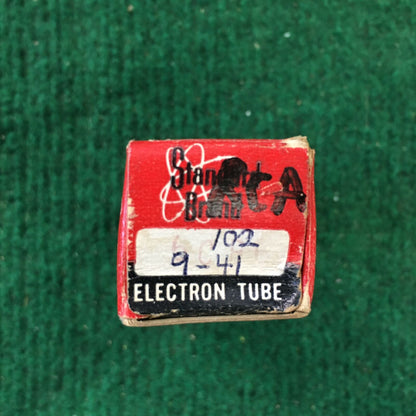 Standard RCA
Brand
102
9-41
ELECTRON TUBE